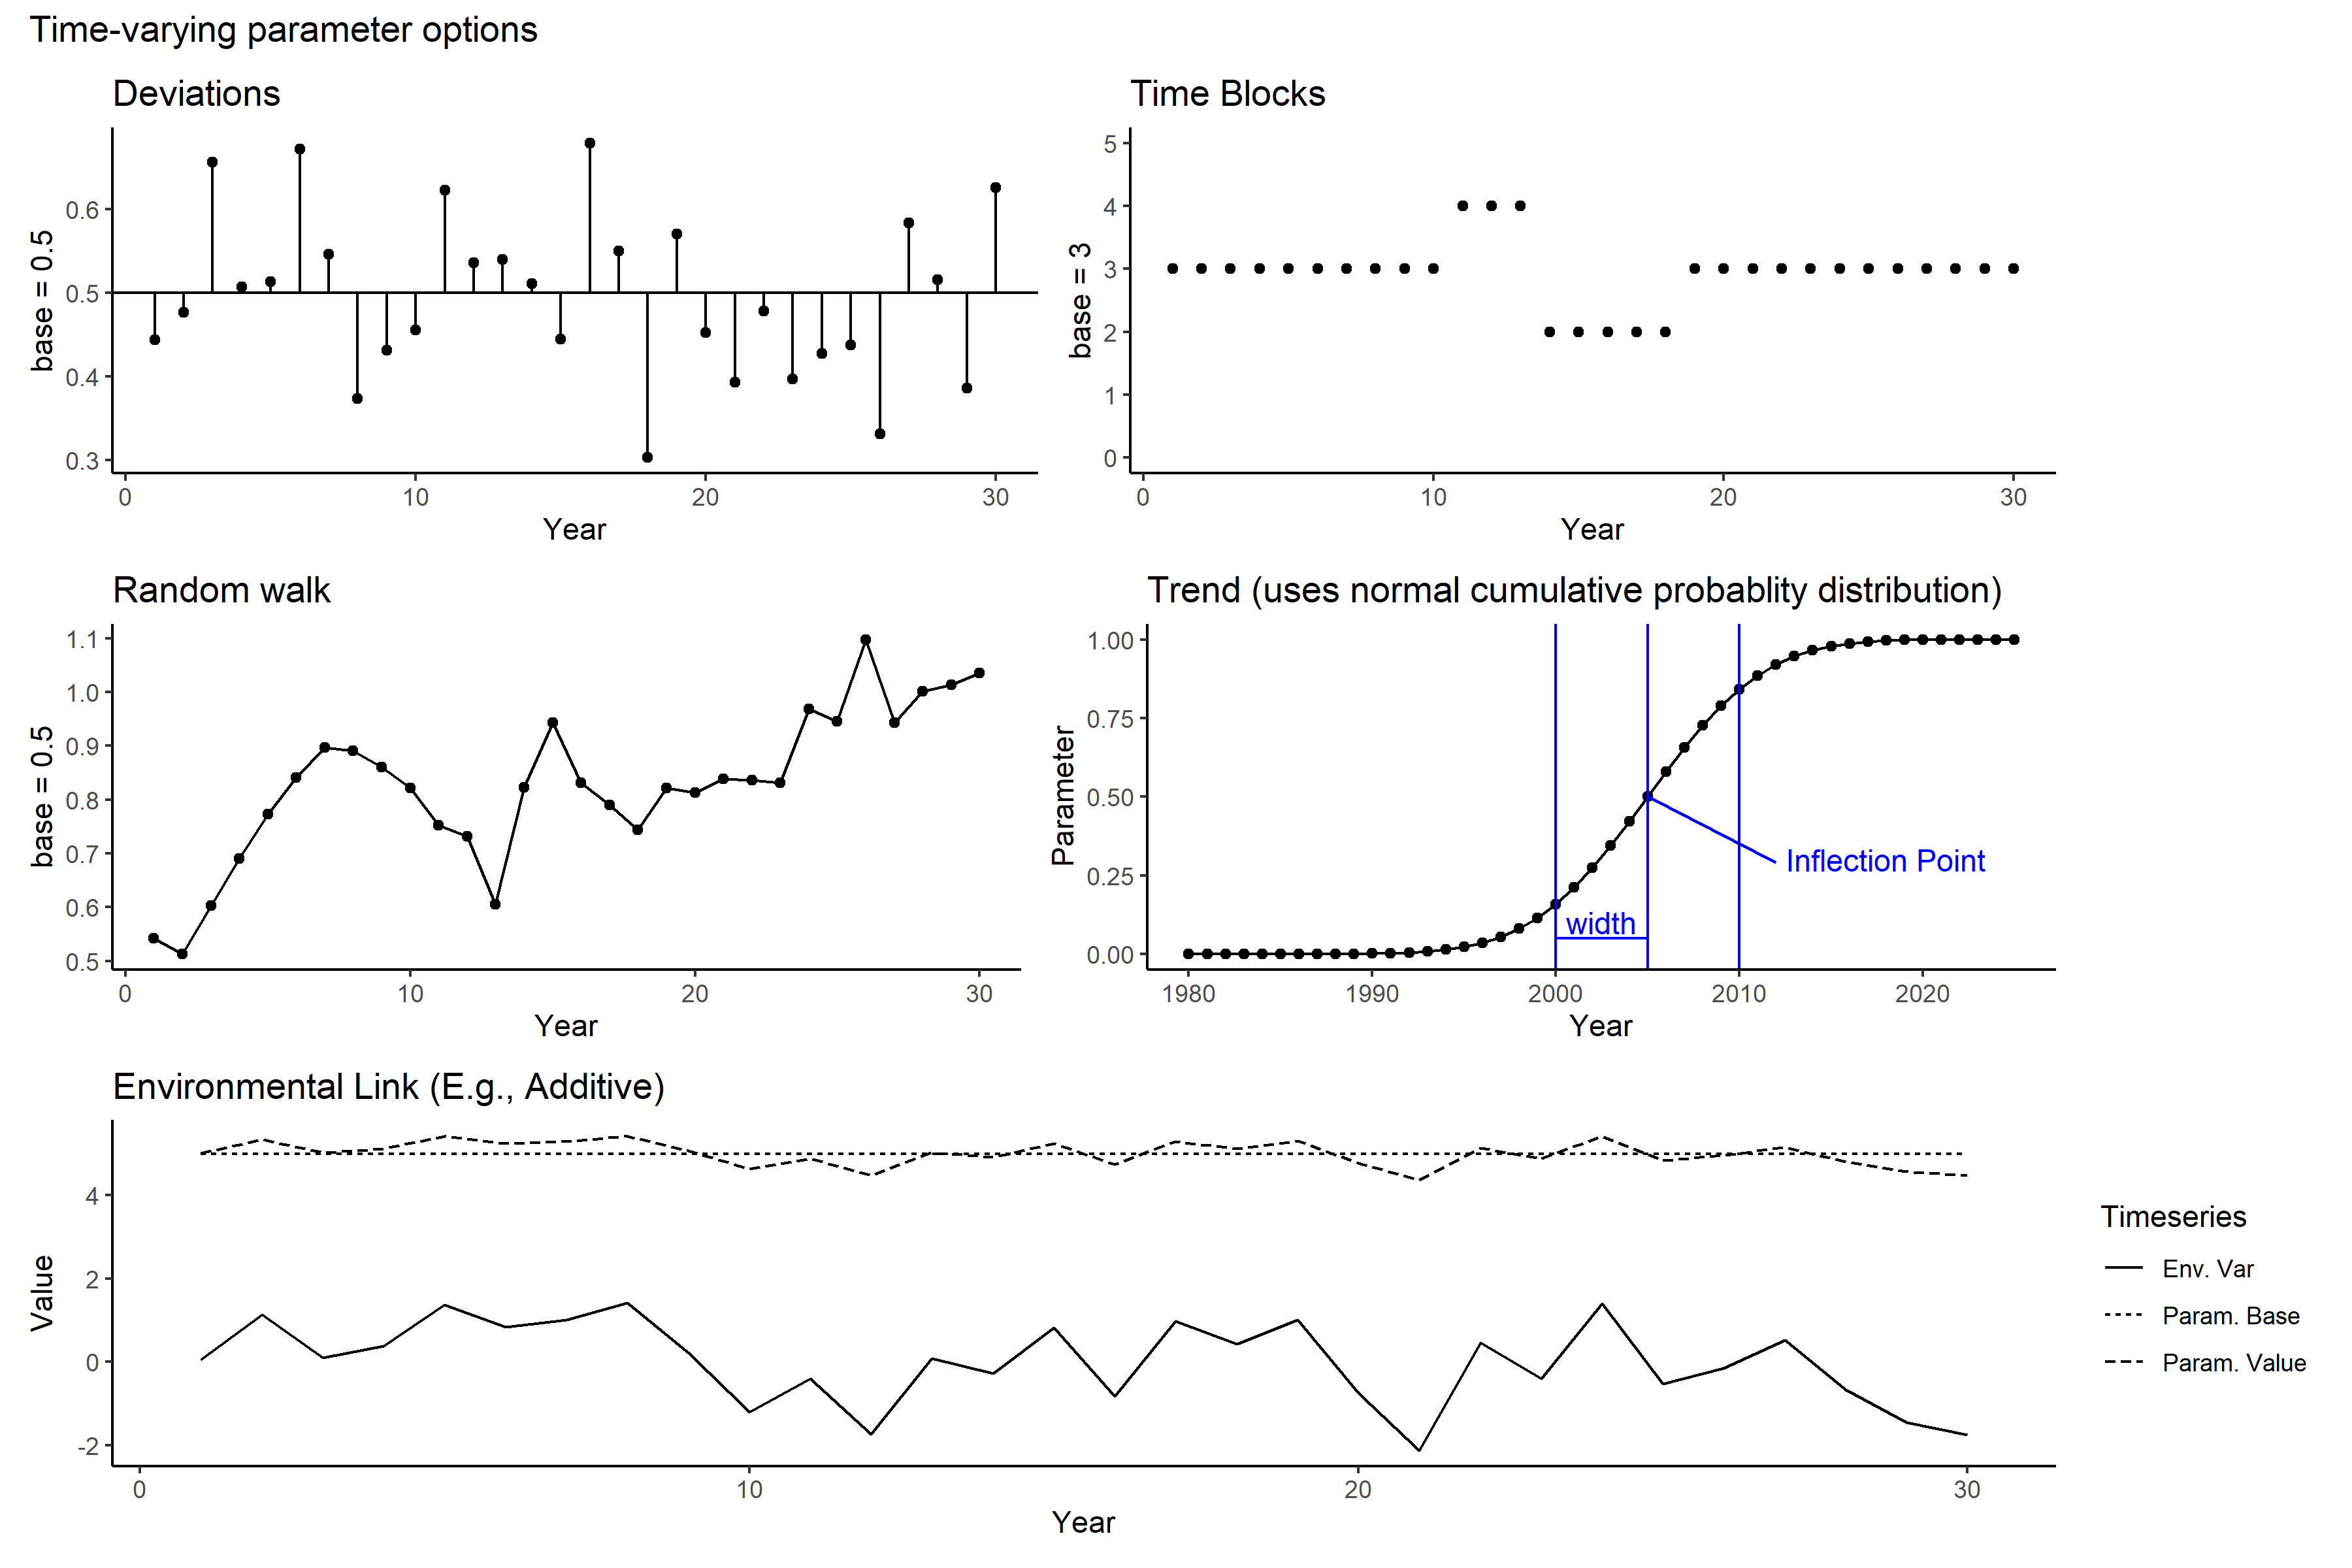 Time-varying parameter options
Deviations
base = 0.5
0.6
0.5
0.4
0.3
0 10 20 30
Year
Time Blocks
base = 3
5
4
3
2
1
0
0 10 20 30
Year
Random walk
base = 0.5
1.1
1.0
0.9
0.8
0.7
0.6
0.5
0 10 20 30
Year
Trend (uses normal cumulative probablity distribution)
Parameter
1.00
0.75
0.50
0.25
0.00
Inflection Point
width
1980 1990 2000 2010 2020
Year
Environmental Link (E.g., Additive)
Value
4
2
0
-2
0 10 20 30
Year
Timeseries
Env. Var
Param. Base
Param. Value